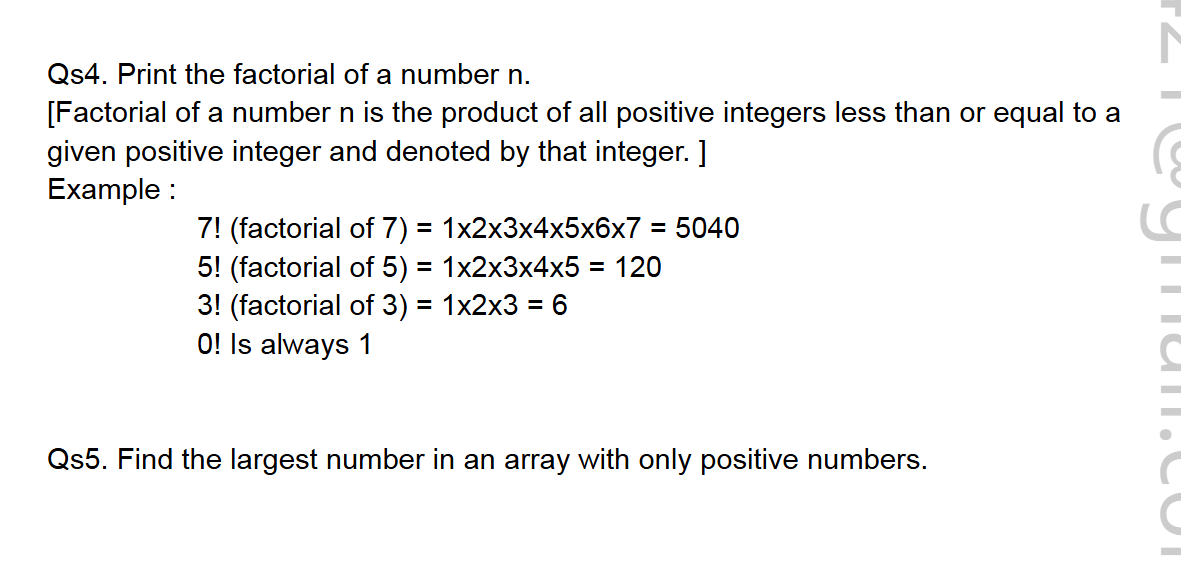 Qs4. Print the factorial of a number n.
[Factorial of a number n is the product of all positive integers less than or equal to a
given positive integer and denoted by that integer. ]
Example :
7! (factorial of 7) = 1x2x3x4x5x6x7 = 5040
5! (factorial of 5) = 1x2x3x4x5 = 120
3! (factorial of 3) = 1x2x3 = 6
0! Is always 1
Qs5. Find the largest number in an array with only positive numbers.